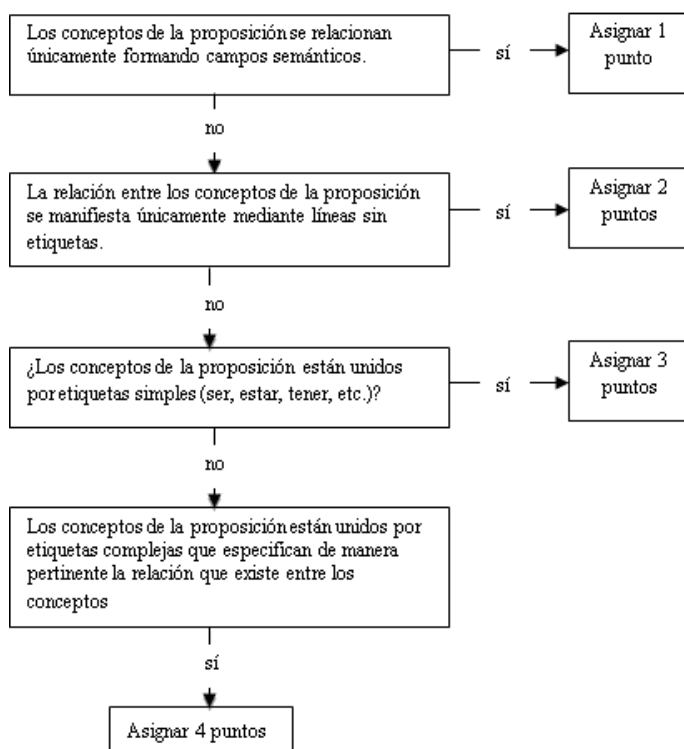 Los conceptos de la proposición se relacionan
únicamente formando campos semánticos.
sí
Asignar 1
punto
no
La relación entre los conceptos de la proposición
se manifiesta únicamente mediante líneas sin
etiquetas.
sí
Asignar 2
puntos
no
¿Los conceptos de la proposición están unidos
por etiquetas simples (ser, estar, tener, etc.)?
sí
Asignar 3
puntos
no
Los conceptos de la proposición están unidos por
etiquetas complejas que especifican de manera
pertinente la relación que existe entre los
conceptos
sí
Asignar 4 puntos